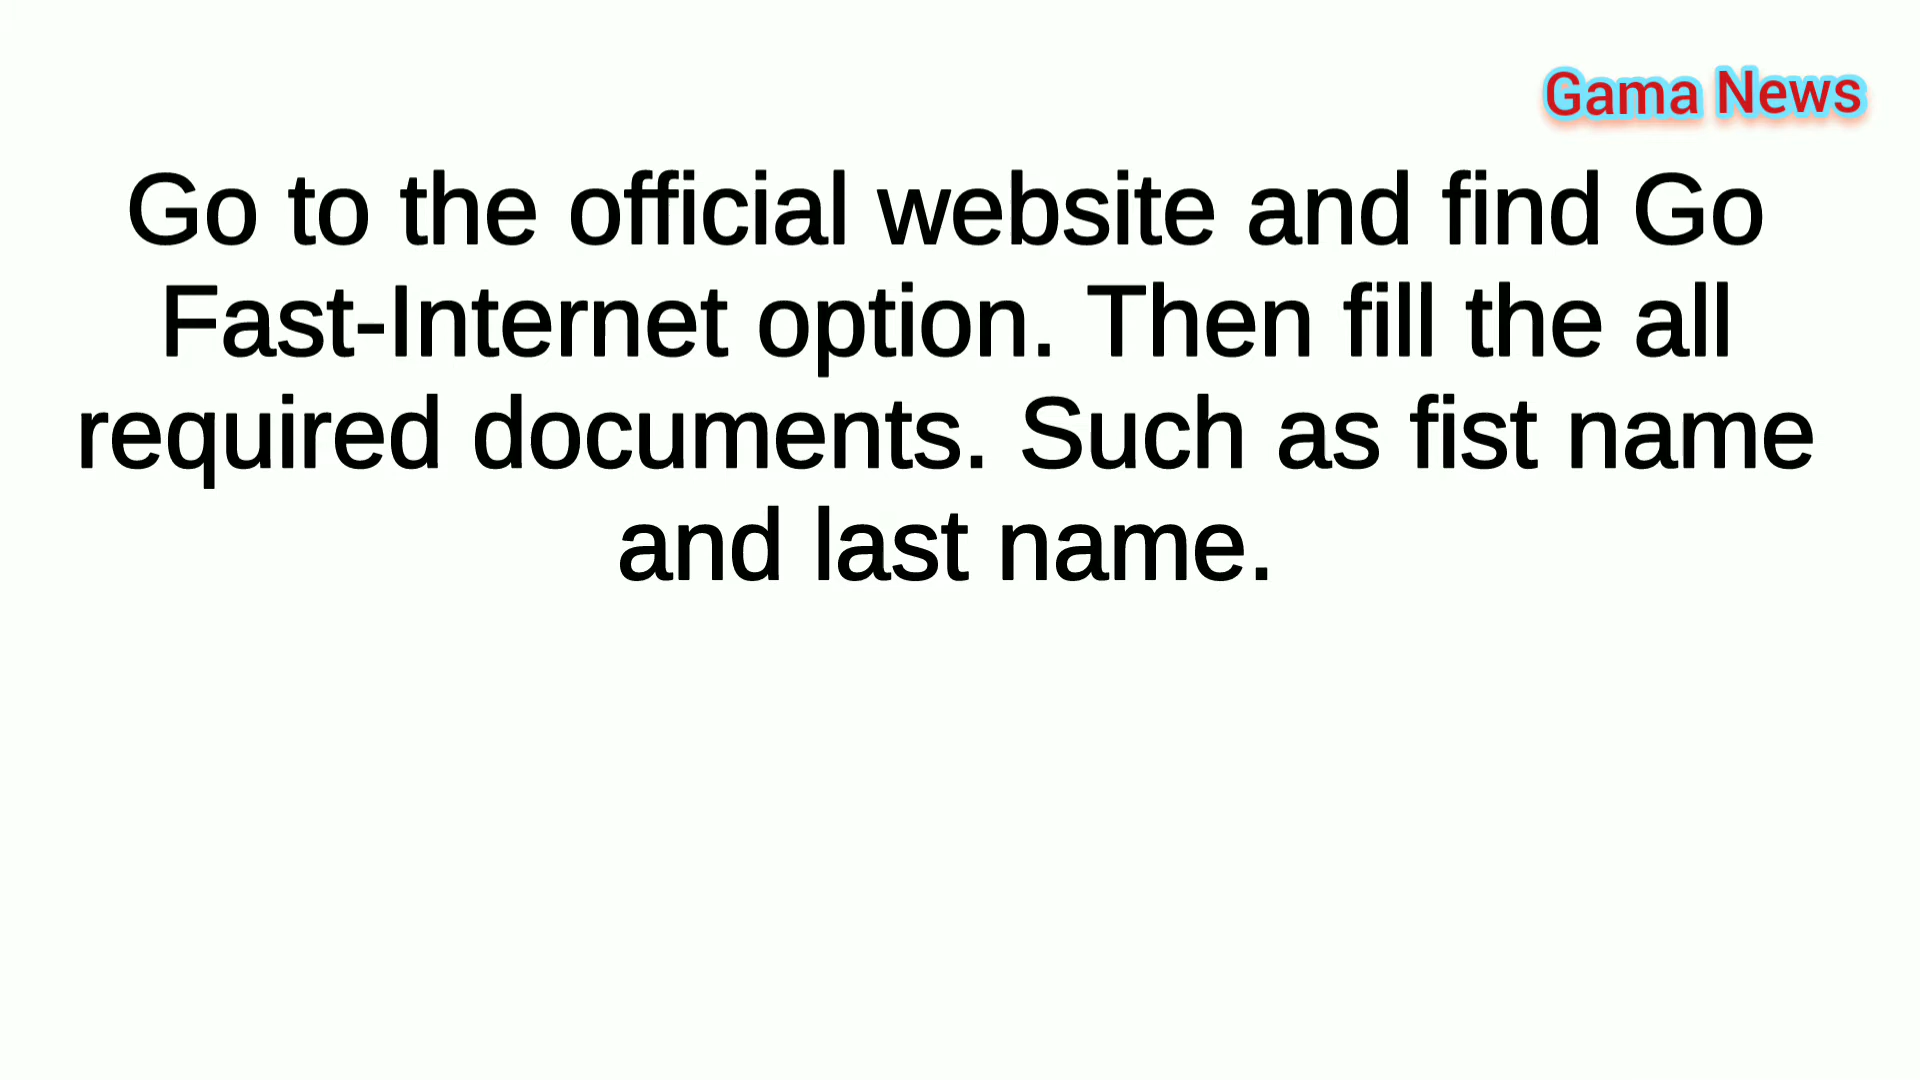 Gama News
Go to the official website and find Go
Fast-Internet option. Then fill the all
required documents. Such as fist name
and last name.